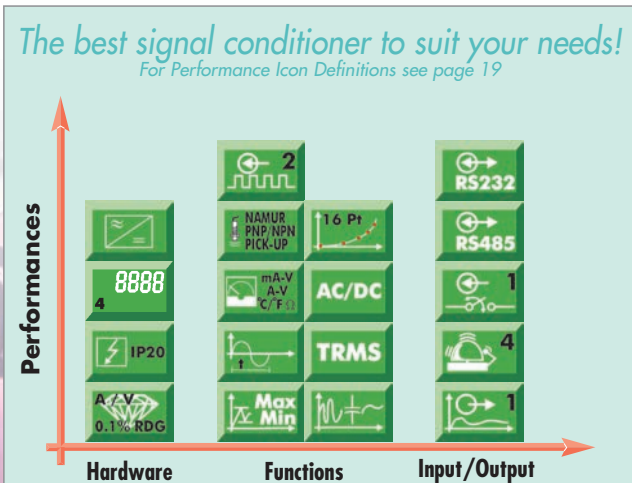 The best signal conditioner to suit your needs!
For Performance Icon Definitions see page 19
Performances
2
NAMUR
PNP/NPN
PICK-UP
16 Pt
8888
4
mA-V
A-V
°C/°F Ω
AC/DC
IP20
t
TRMS
A / V
0.1% RDG
Max
Min
RS232
RS485
1
4
1
Hardware
Functions
Input/Output